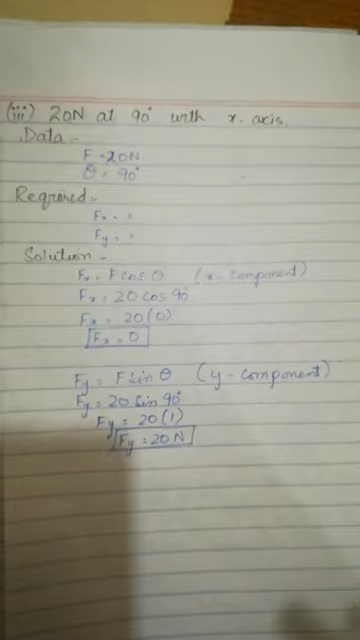 (iii) 20N at 90° with x-axis.
Data -
F = 20N
θ = 90°
Required -
Fx = x
Fy = x
Solution -
Fx = F cos θ (x-component)
Fx = 20 cos 90°
Fx = 20(0)
Fx = 0
Fy = F sin θ (y-component)
Fy = 20 sin 90°
Fy = 20(1)
Fy = 20 N